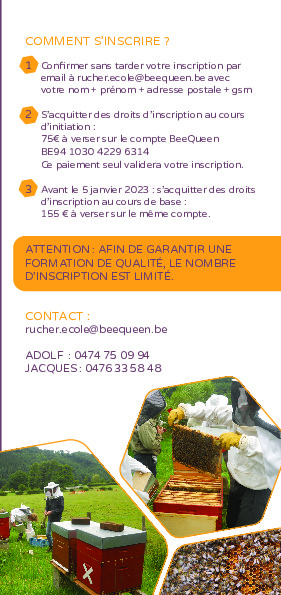 COMMENT S'INSCRIRE ?
1 Confirmer sans tarder votre inscription par
email à rucher.ecole@beequeen.be avec
votre nom + prénom + adresse postale + gsm
2 S'acquitter des droits d'inscription au cours
d'initiation :
75€ à verser sur le compte BeeQueen
BE94 1030 4229 6314
Ce paiement seul validera votre inscription.
3 Avant le 5 janvier 2023 : s'acquitter des droits
d'inscription au cours de base :
155 € à verser sur le même compte.
ATTENTION : AFIN DE GARANTIR UNE
FORMATION DE QUALITÉ, LE NOMBRE
D'INSCRIPTION EST LIMITÉ.
CONTACT :
rucher.ecole@beequeen.be
ADOLF : 0474 75 09 94
JACQUES : 0476 33 58 48